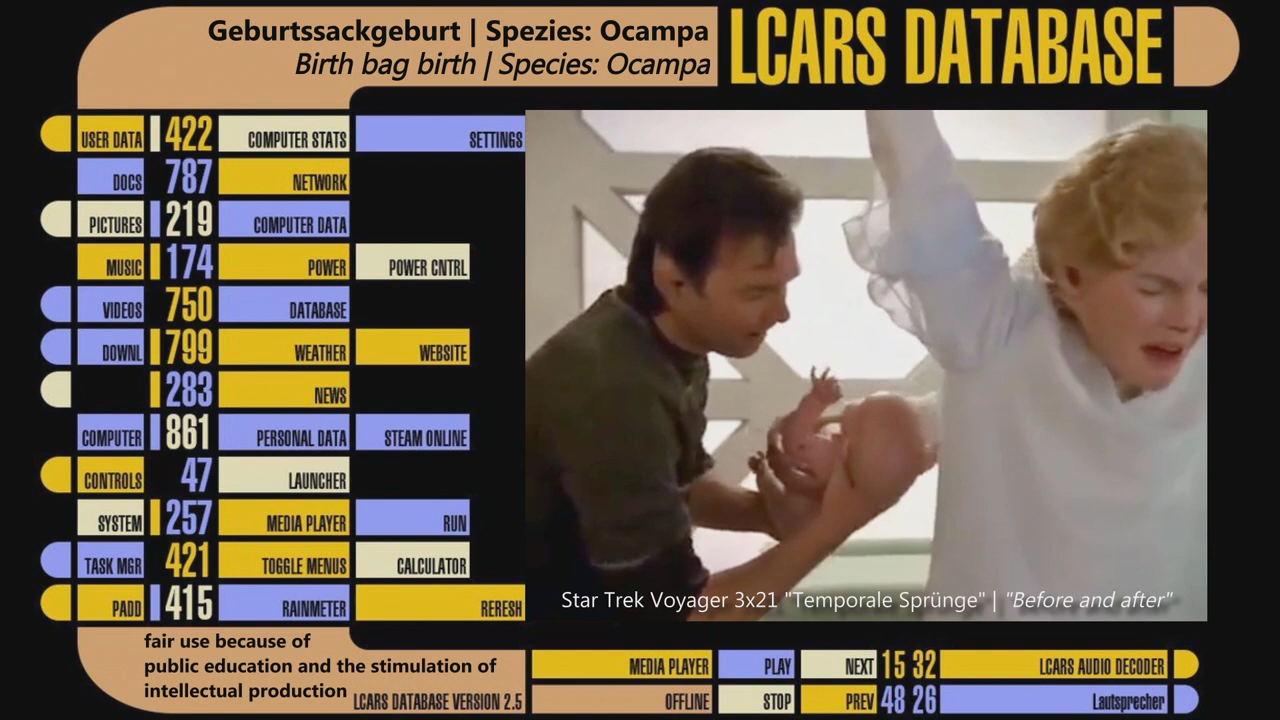 Geburtssackgeburt | Spezies: Ocampa
Birth bag birth | Species: Ocampa
LCARS DATABASE
USER DATA 422 COMPUTER STATS SETTINGS
DOCS 787 NETWORK
PICTURES 219 COMPUTER DATA
MUSIC 174 POWER POWER CNTRL
VIDEOS 750 DATABASE
DOWNL 799 WEATHER WEBSITE
283 NEWS
COMPUTER 861 PERSONAL DATA STEAM ONLINE
CONTROLS 47 LAUNCHER
SYSTEM 257 MEDIA PLAYER RUN
TASK MGR 421 TOGGLE MENUS CALCULATOR
PADD 415 RAINMETER RERESH
Star Trek Voyager 3x21 "Temporale Sprünge" | "Before and after"
fair use because of
public education and the stimulation of
intellectual production
LCARS DATABASE VERSION 2.5
MEDIA PLAYER PLAY NEXT 15 32 LCARS AUDIO DECODER
OFFLINE STOP PREV 48 26 Lautsprecher